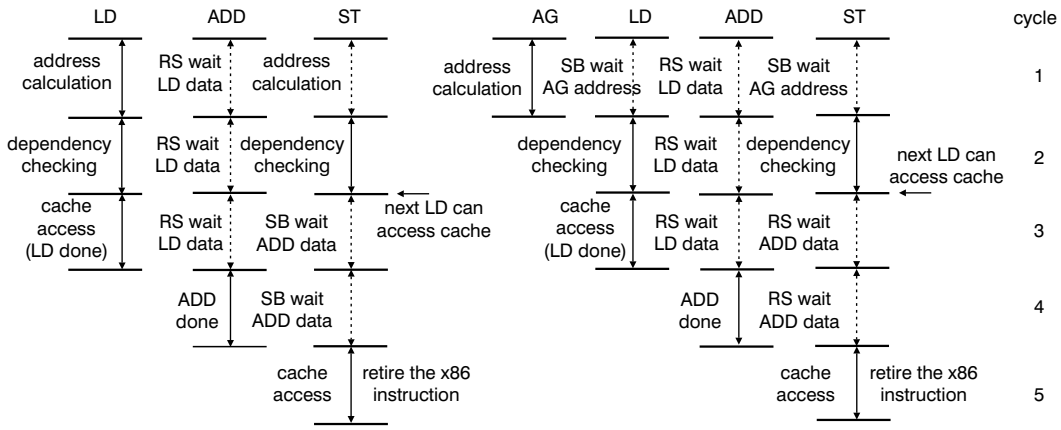 LD ADD ST AG LD ADD ST cycle
address
calculation
RS wait
LD data
address
calculation
address
calculation
SB wait
AG address
RS wait
LD data
SB wait
AG address
1
dependency
checking
RS wait
LD data
dependency
checking
dependency
checking
RS wait
LD data
dependency
checking
2
next LD can
access cache
cache
access
(LD done)
RS wait
LD data
SB wait
ADD data
next LD can
access cache
cache
access
(LD done)
RS wait
LD data
RS wait
ADD data
3
ADD
done
SB wait
ADD data
ADD
done
RS wait
ADD data
4
cache
access
retire the x86
instruction
cache
access
retire the x86
instruction
5